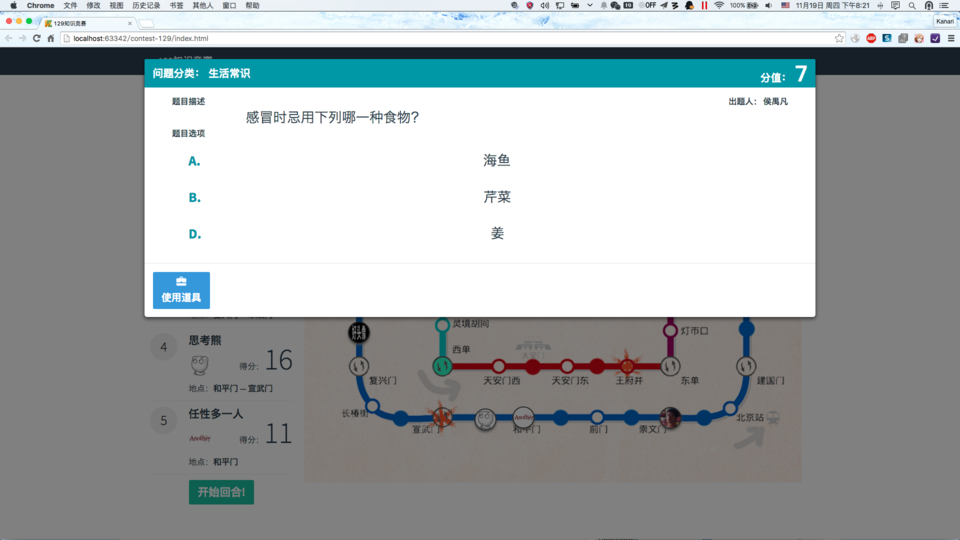 Chrome 文件 修改 视图 历史记录 书签 其他人 窗口 帮助
OFF 100% 11月19日 周四 下午8:21
129知识竞赛
Kanari
localhost:63342/contest-129/index.html
问题分类： 生活常识
分值： 7
题目描述
出题人： 侯禺凡
感冒时忌用下列哪一种食物?
题目选项
A. 海鱼
B. 芹菜
D. 姜
使用道具
4 思考熊
得分： 16
地点： 和平门 – 宣武门
5 任性多一人
得分： 11
地点： 和平门
开始回合!
灵境胡同
西单
灯市口
天安门
复兴门
天安门西
天安门东
王府井
东单
建国门
长椿街
宣武门
和平门
前门
崇文门
北京站